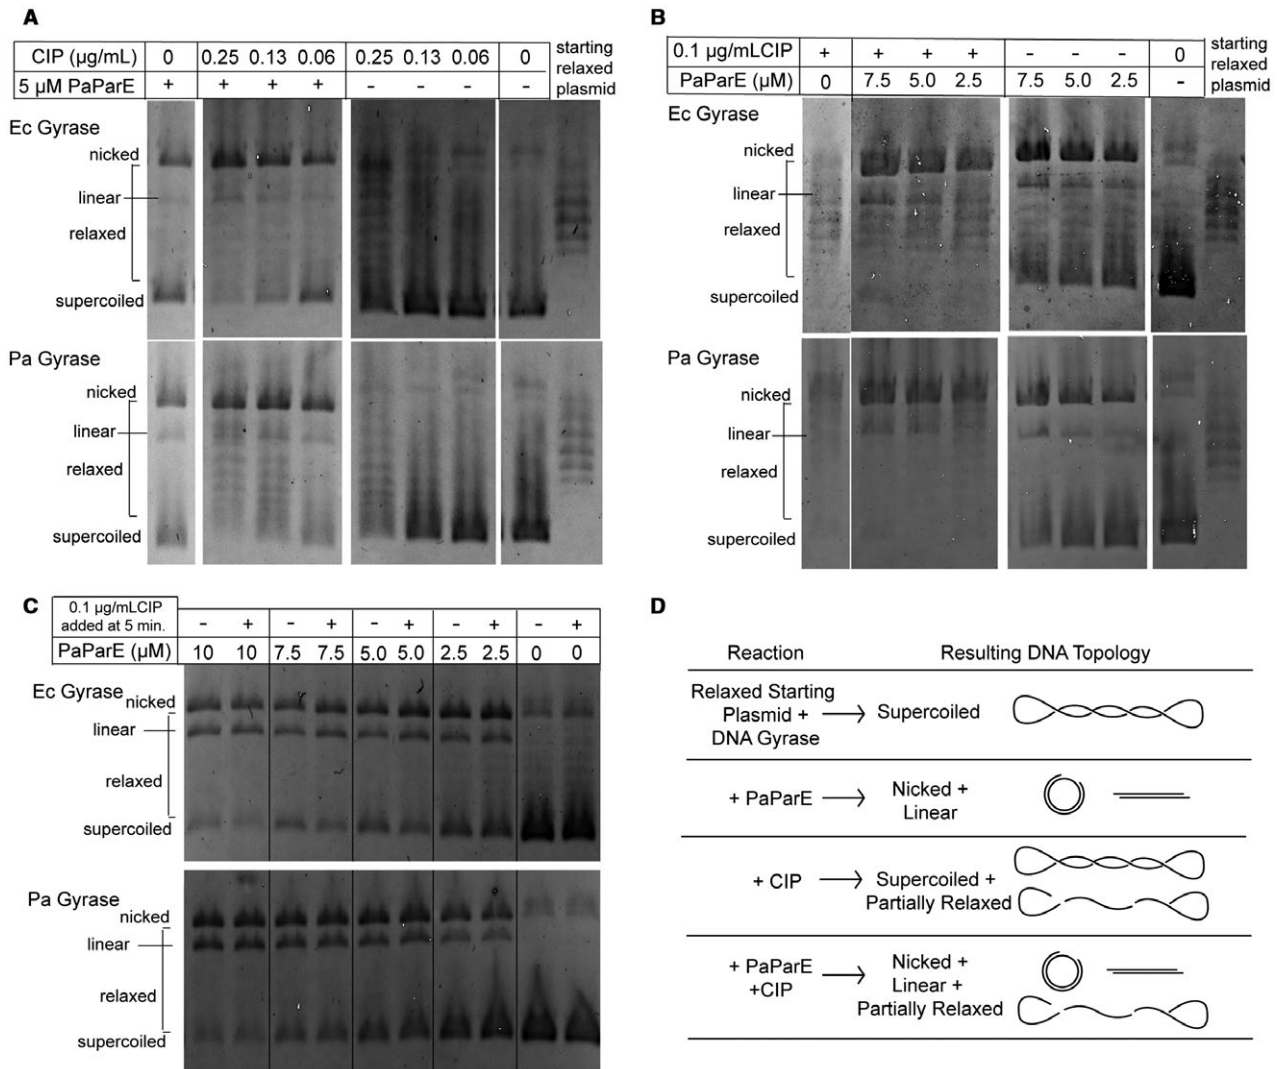 A
CIP (µg/mL) 0 0.25 0.13 0.06 0.25 0.13 0.06 0
5 µM PaParE + + + + - - - -
starting
relaxed
plasmid
Ec Gyrase
nicked
linear
relaxed
supercoiled
Pa Gyrase
nicked
linear
relaxed
supercoiled
B
0.1 µg/mLCIP + + + + - - - 0
PaParE (µM) 0 7.5 5.0 2.5 7.5 5.0 2.5 -
starting
relaxed
plasmid
Ec Gyrase
nicked
linear
relaxed
supercoiled
Pa Gyrase
nicked
linear
relaxed
supercoiled
C
0.1 µg/mLCIP
added at 5 min. - + - + - + - + - +
PaParE (µM) 10 10 7.5 7.5 5.0 5.0 2.5 2.5 0 0
Ec Gyrase
nicked
linear
relaxed
supercoiled
Pa Gyrase
nicked
linear
relaxed
supercoiled
D
Reaction Resulting DNA Topology
Relaxed Starting
Plasmid + → Supercoiled
DNA Gyrase
+ PaParE → Nicked +
Linear
+ CIP → Supercoiled +
Partially Relaxed
+ PaParE → Nicked +
+CIP Linear +
Partially Relaxed